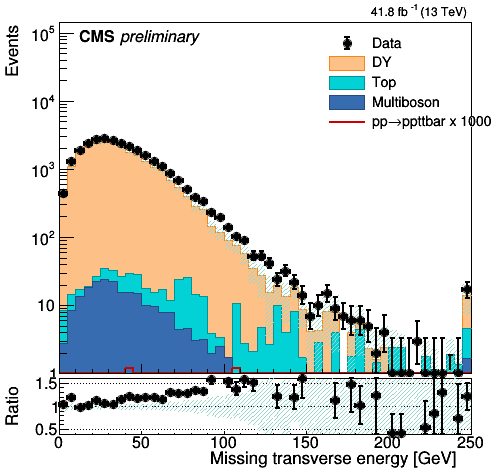 41.8 fb⁻¹ (13 TeV)
CMS preliminary
Events
10⁵
10⁴
10³
10²
10
1
Data
DY
Top
Multiboson
pp→ppttbar x 1000
Ratio
1.5
1
0.5
0 50 100 150 200 250
Missing transverse energy [GeV]